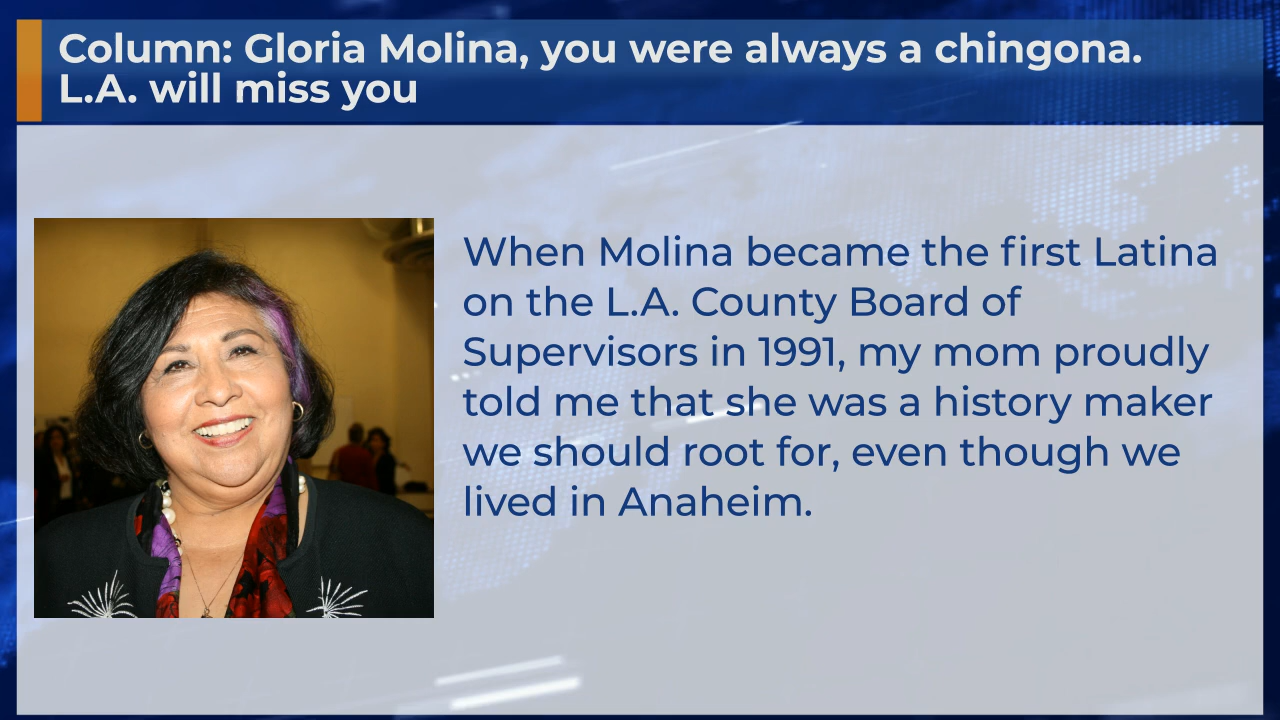 Column: Gloria Molina, you were always a chingona.
L.A. will miss you
When Molina became the first Latina
on the L.A. County Board of
Supervisors in 1991, my mom proudly
told me that she was a history maker
we should root for, even though we
lived in Anaheim.